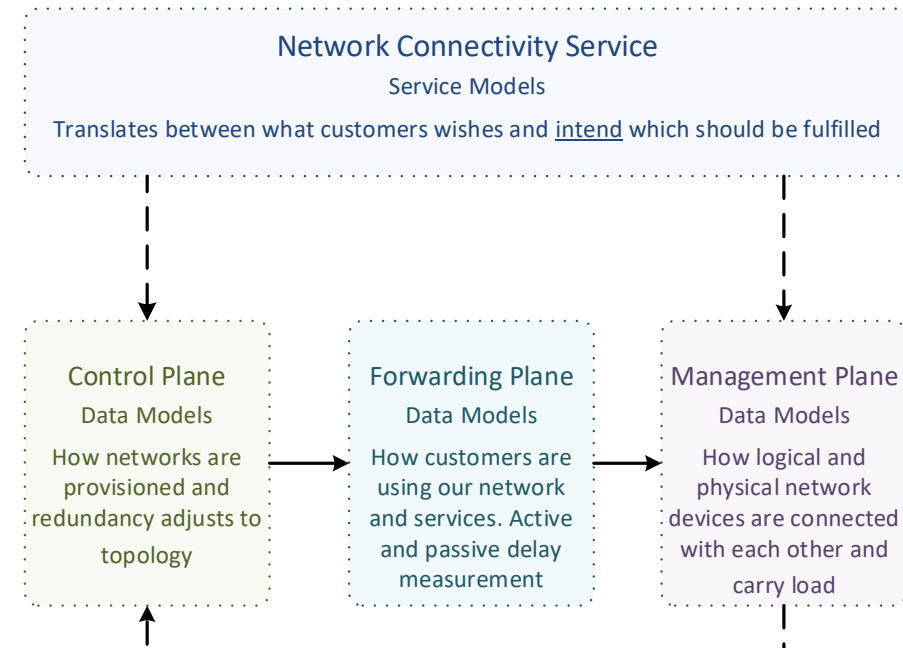 Network Connectivity Service
Service Models
Translates between what customers wishes and intend which should be fulfilled
Control Plane
Data Models
How networks are
provisioned and
redundancy adjusts to
topology
Forwarding Plane
Data Models
How customers are
using our network
and services. Active
and passive delay
measurement
Management Plane
Data Models
How logical and
physical network
devices are connected
with each other and
carry load